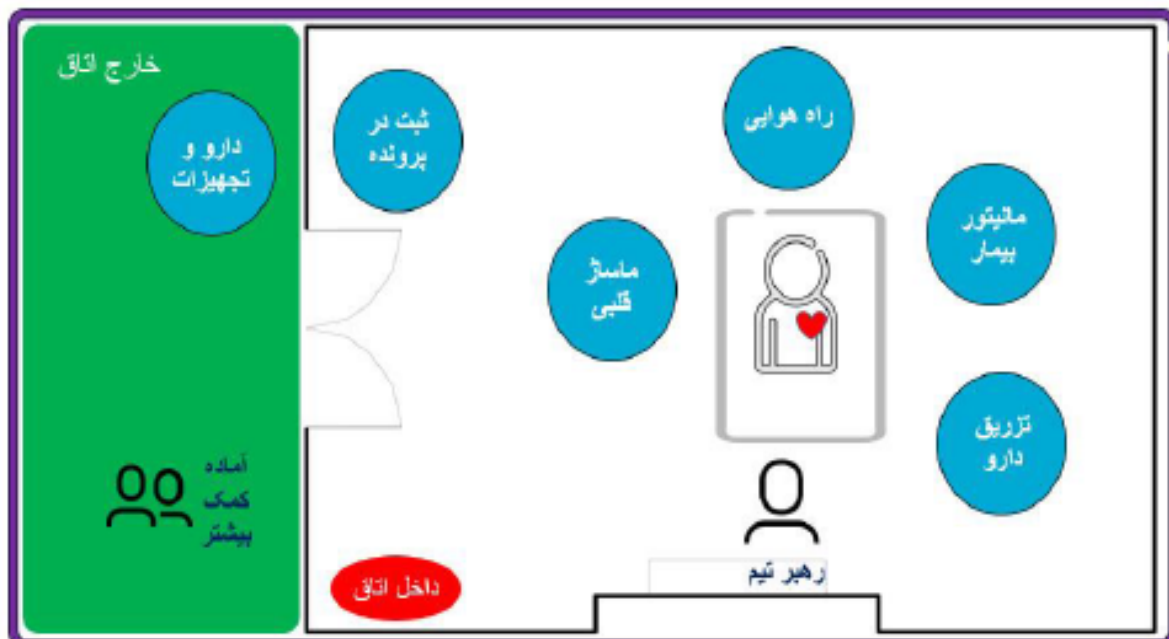 خارج اتاق
دارو و
تجهیزات
ثبت در
پرونده
راه هوایی
مانیتور
بیمار
ماساژ
قلبی
تزریق
دارو
آماده
کمک
بیشتر
رهبر تیم
داخل اتاق